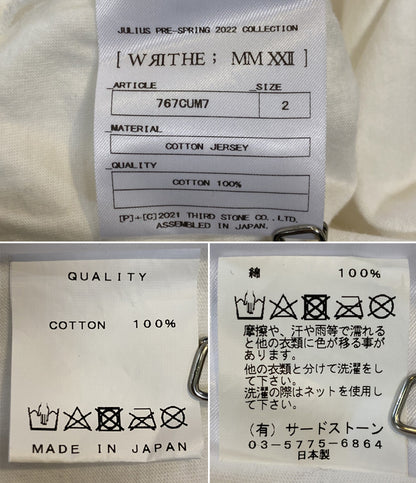 JULIUS PRE-SPRING 2022 COLLECTION
[ WЯITHE ; MMXXII ]
ARTICLE SIZE
767CUM7 2
MATERIAL
COTTON JERSEY
QUALITY
COTTON 100%
[P]+[C]2021 THIRD STONE CO.,LTD.
ASSEMBLED IN JAPAN.
QUALITY
COTTON 100%
MADE IN JAPAN
綿 100%
摩擦や、汗や雨等で濡れる
と他の衣類に色が移る事が
あります。
他の衣類と分けて洗濯をし
て下さい。
洗濯の際はネットを使用し
て下さい。
(有) サードストーン
03-5775-6864
日本製